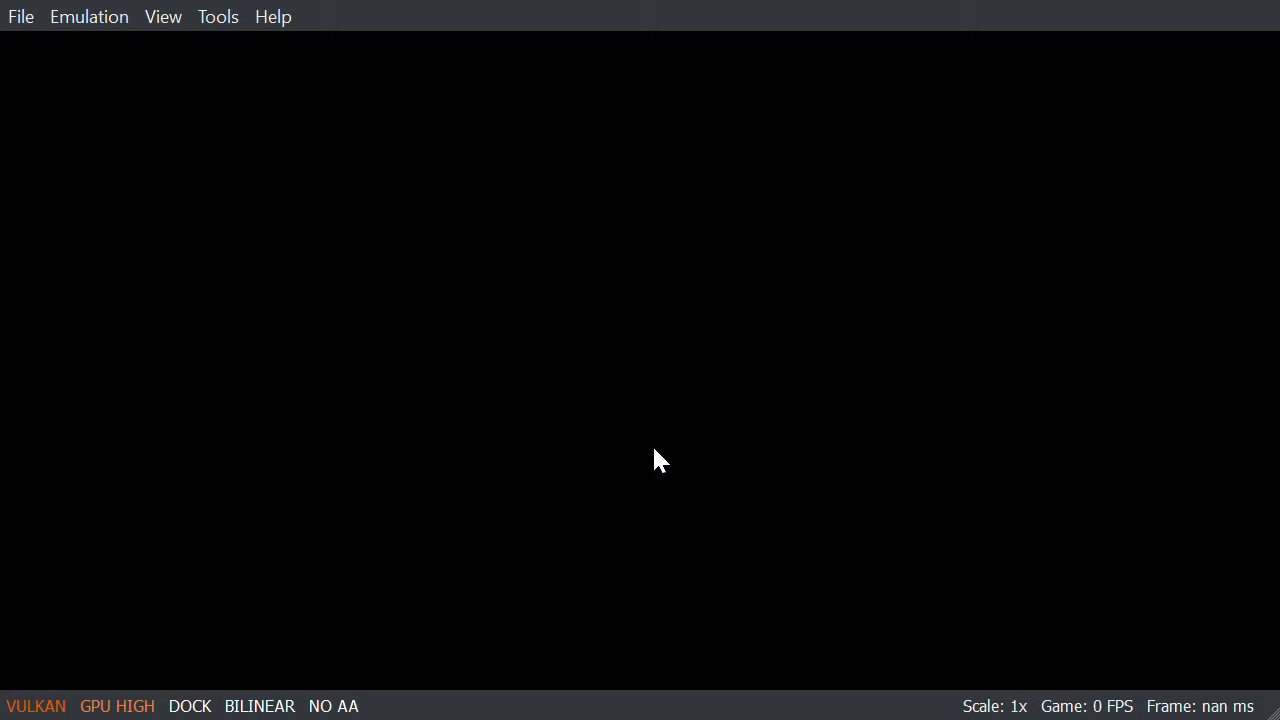 File Emulation View Tools Help
VULKAN GPU HIGH DOCK BILINEAR NO AA Scale: 1x Game: 0 FPS Frame: nan ms